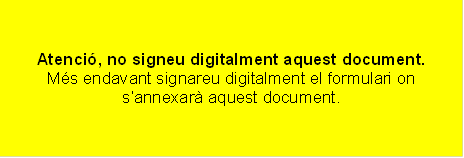 Atenció, no signeu digitalment aquest document.
Més endavant signareu digitalment el formulari on
s'annexarà aquest document.